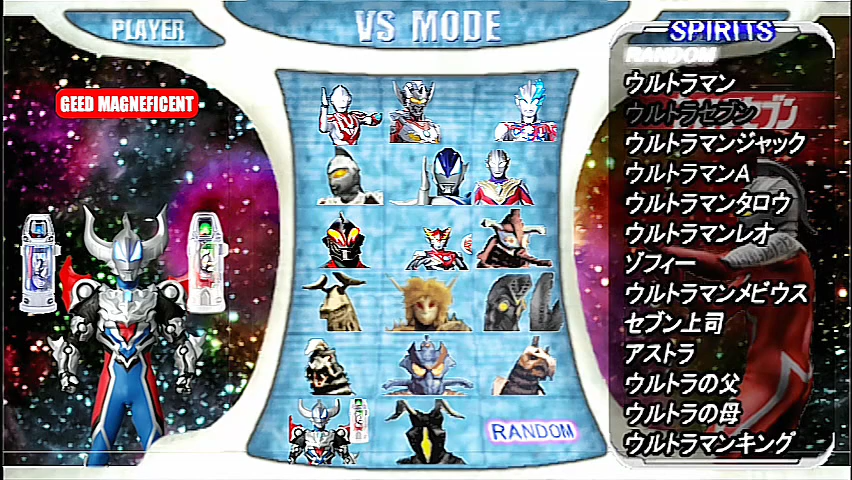 PLAYER
VS MODE
SPIRITS
GEED MAGNEFICENT
RANDOM
ウルトラマン
ウルトラセブン
ウルトラマンジャック
ウルトラマンA
ウルトラマンタロウ
ウルトラマンレオ
ゾフィー
ウルトラマンメビウス
セブン上司
アストラ
ウルトラの父
ウルトラの母
ウルトラマンキング
RANDOM